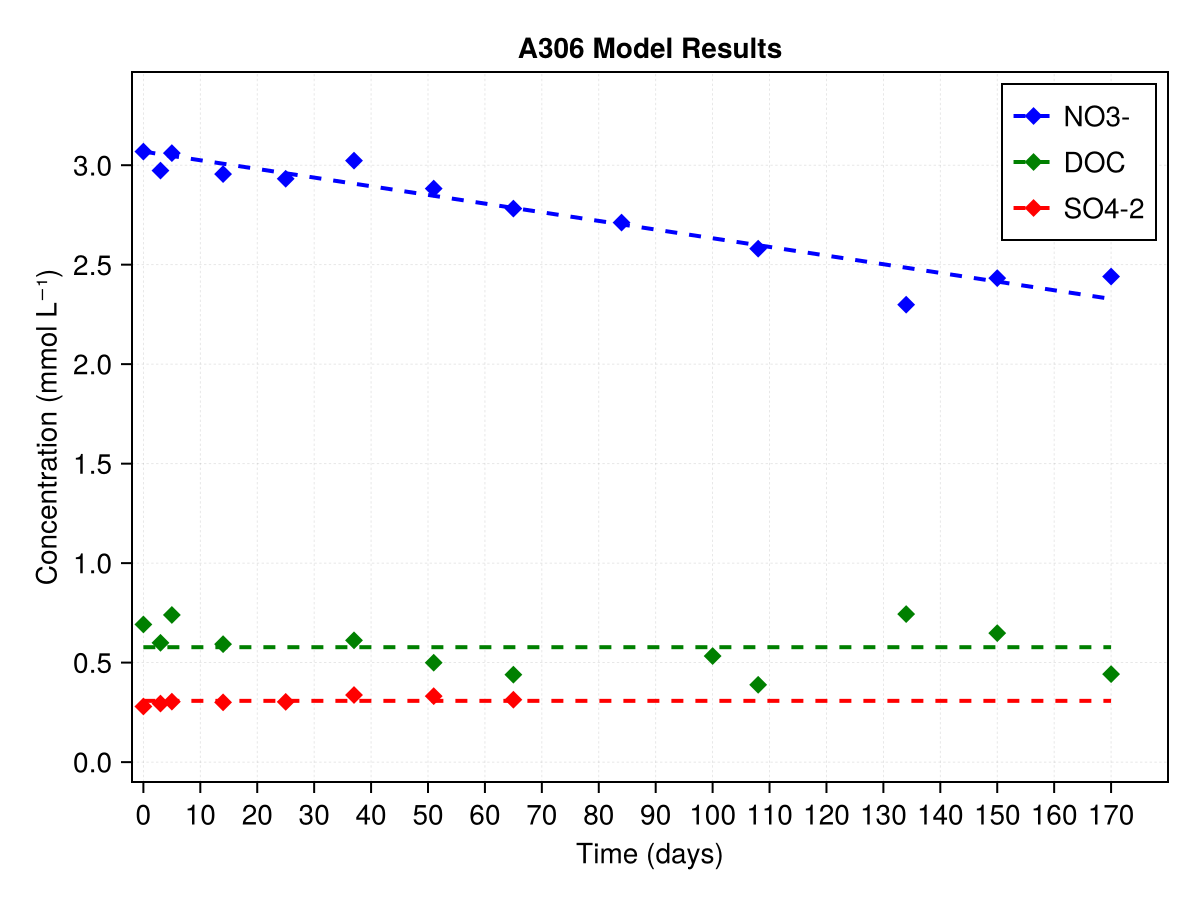 A306 Model Results
NO3-
DOC
SO4-2
Concentration (mmol L⁻¹)
3.0
2.5
2.0
1.5
1.0
0.5
0.0
0 10 20 30 40 50 60 70 80 90 100 110 120 130 140 150 160 170
Time (days)